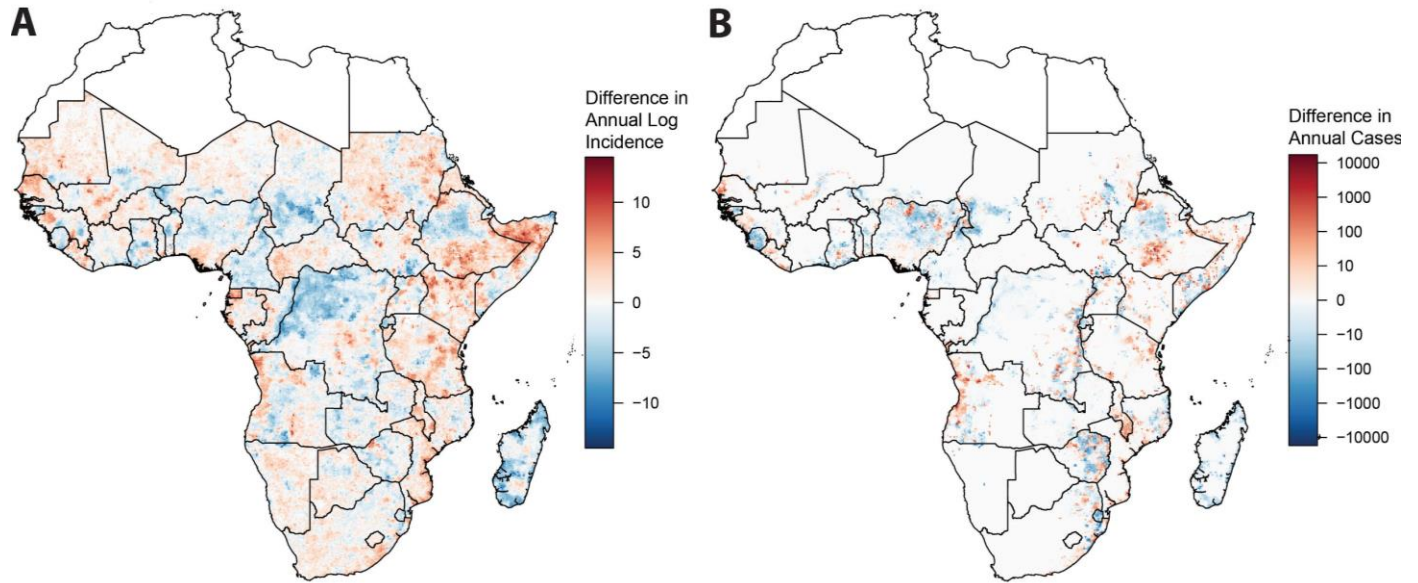 A
Difference in
Annual Log
Incidence
10
5
0
−5
−10
B
Difference in
Annual Cases
10000
1000
100
10
0
−10
−100
−1000
−10000